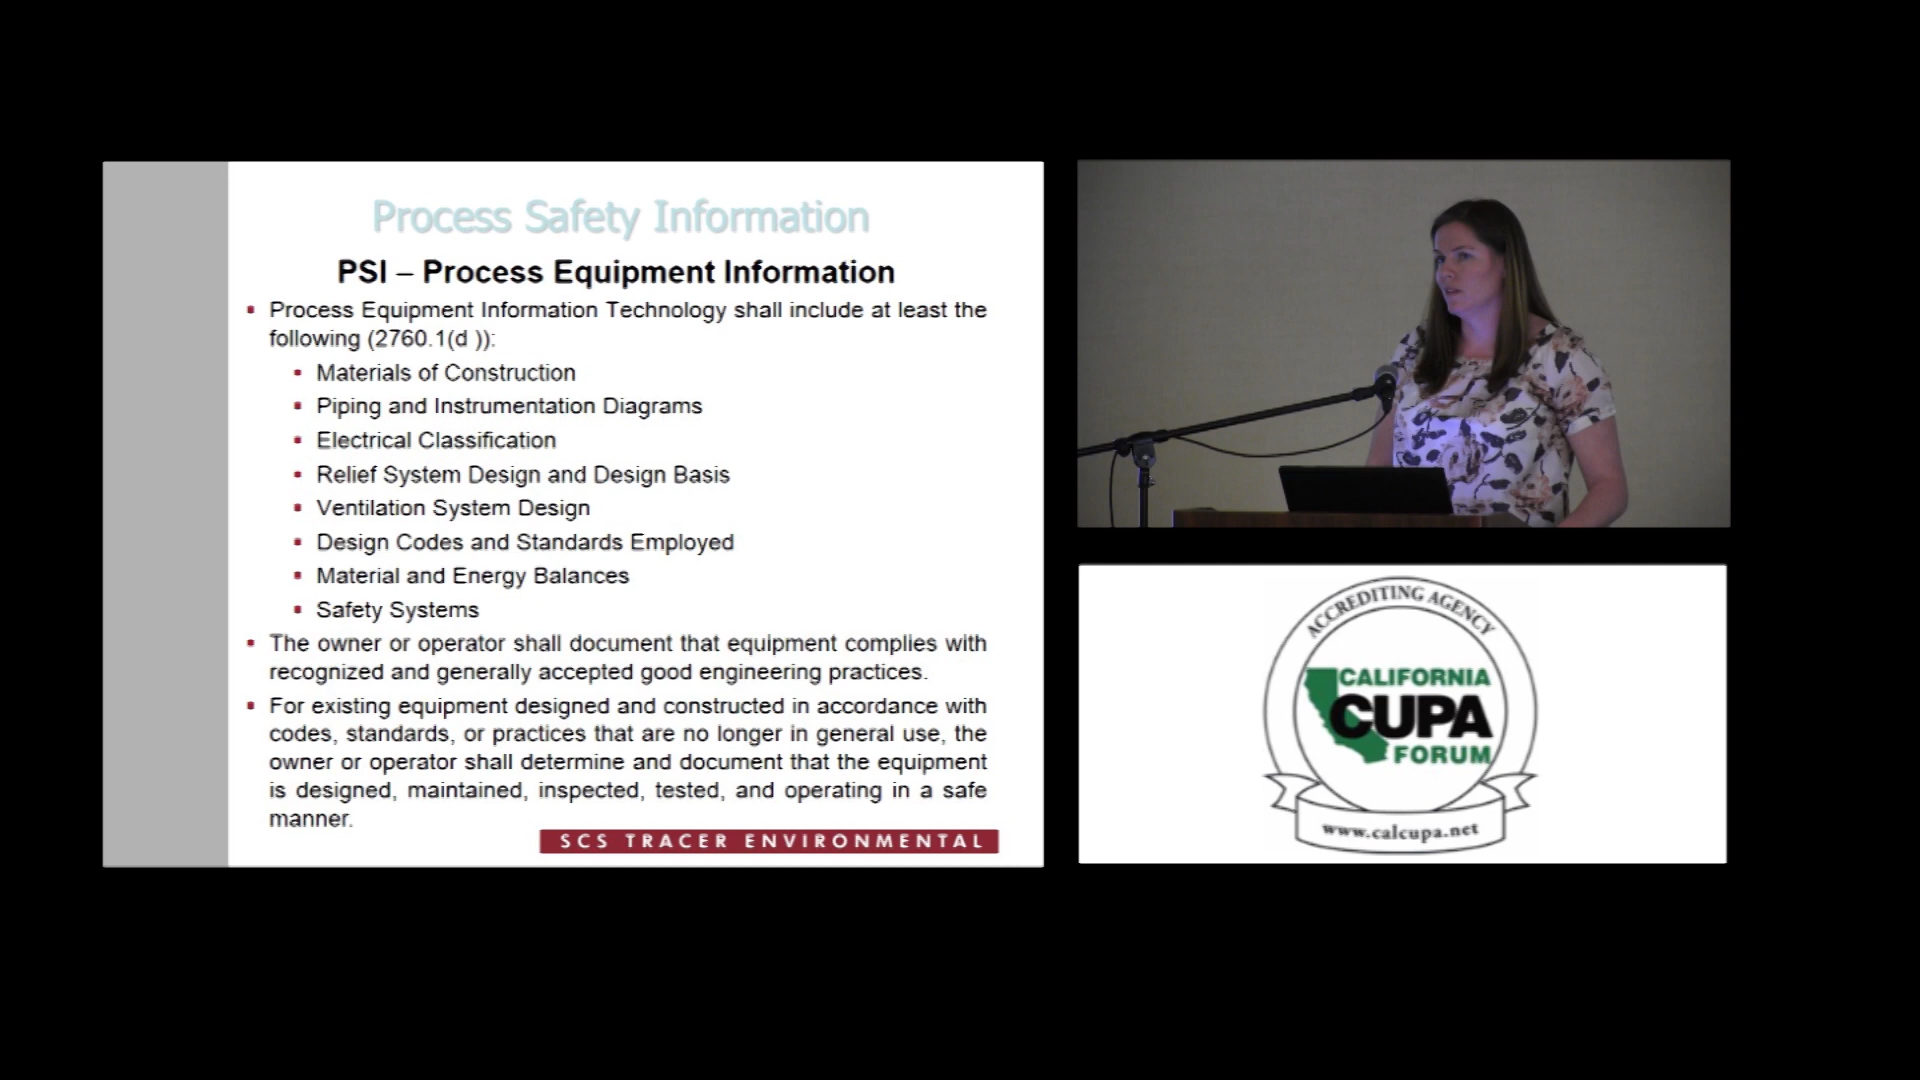 Process Safety Information
PSI – Process Equipment Information
▪ Process Equipment Information Technology shall include at least the
following (2760.1(d )):
▪ Materials of Construction
▪ Piping and Instrumentation Diagrams
▪ Electrical Classification
▪ Relief System Design and Design Basis
▪ Ventilation System Design
▪ Design Codes and Standards Employed
▪ Material and Energy Balances
▪ Safety Systems
▪ The owner or operator shall document that equipment complies with
recognized and generally accepted good engineering practices.
▪ For existing equipment designed and constructed in accordance with
codes, standards, or practices that are no longer in general use, the
owner or operator shall determine and document that the equipment
is designed, maintained, inspected, tested, and operating in a safe
manner.
SCS TRACER ENVIRONMENTAL
ACCREDITING AGENCY
CALIFORNIA
CUPA
FORUM
www.calcupa.net